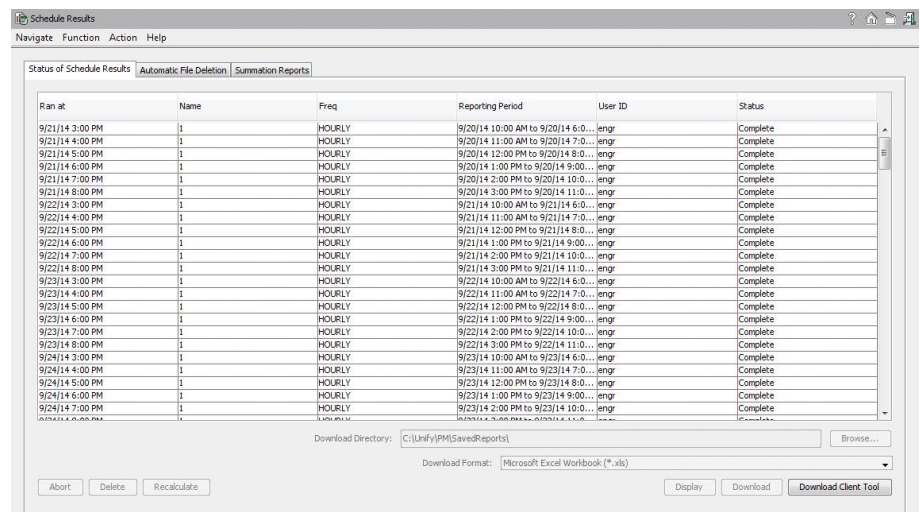 Schedule Results
Navigate Function Action Help
Status of Schedule Results Automatic File Deletion Summation Reports
Ran at Name Freq Reporting Period User ID Status
9/21/14 3:00 PM 1 HOURLY 9/20/14 10:00 AM to 9/20/14 6:0... engr Complete
9/21/14 4:00 PM 1 HOURLY 9/20/14 11:00 AM to 9/20/14 7:0... engr Complete
9/21/14 5:00 PM 1 HOURLY 9/20/14 12:00 PM to 9/20/14 8:0... engr Complete
9/21/14 6:00 PM 1 HOURLY 9/20/14 1:00 PM to 9/20/14 9:00... engr Complete
9/21/14 7:00 PM 1 HOURLY 9/20/14 2:00 PM to 9/20/14 10:0... engr Complete
9/21/14 8:00 PM 1 HOURLY 9/20/14 3:00 PM to 9/20/14 11:0... engr Complete
9/22/14 3:00 PM 1 HOURLY 9/21/14 10:00 AM to 9/21/14 6:0... engr Complete
9/22/14 4:00 PM 1 HOURLY 9/21/14 11:00 AM to 9/21/14 7:0... engr Complete
9/22/14 5:00 PM 1 HOURLY 9/21/14 12:00 PM to 9/21/14 8:0... engr Complete
9/22/14 6:00 PM 1 HOURLY 9/21/14 1:00 PM to 9/21/14 9:00... engr Complete
9/22/14 7:00 PM 1 HOURLY 9/21/14 2:00 PM to 9/21/14 10:0... engr Complete
9/22/14 8:00 PM 1 HOURLY 9/21/14 3:00 PM to 9/21/14 11:0... engr Complete
9/23/14 3:00 PM 1 HOURLY 9/22/14 10:00 AM to 9/22/14 6:0... engr Complete
9/23/14 4:00 PM 1 HOURLY 9/22/14 11:00 AM to 9/22/14 7:0... engr Complete
9/23/14 5:00 PM 1 HOURLY 9/22/14 12:00 PM to 9/22/14 8:0... engr Complete
9/23/14 6:00 PM 1 HOURLY 9/22/14 1:00 PM to 9/22/14 9:00... engr Complete
9/23/14 7:00 PM 1 HOURLY 9/22/14 2:00 PM to 9/22/14 10:0... engr Complete
9/23/14 8:00 PM 1 HOURLY 9/22/14 3:00 PM to 9/22/14 11:0... engr Complete
9/24/14 3:00 PM 1 HOURLY 9/23/14 10:00 AM to 9/23/14 6:0... engr Complete
9/24/14 4:00 PM 1 HOURLY 9/23/14 11:00 AM to 9/23/14 7:0... engr Complete
9/24/14 5:00 PM 1 HOURLY 9/23/14 12:00 PM to 9/23/14 8:0... engr Complete
9/24/14 6:00 PM 1 HOURLY 9/23/14 1:00 PM to 9/23/14 9:00... engr Complete
9/24/14 7:00 PM 1 HOURLY 9/23/14 2:00 PM to 9/23/14 10:0... engr Complete
Download Directory: C:\Unify\PM\SavedReports\ Browse...
Download Format: Microsoft Excel Workbook (*.xls)
Abort Delete Recalculate Display Download Download Client Tool